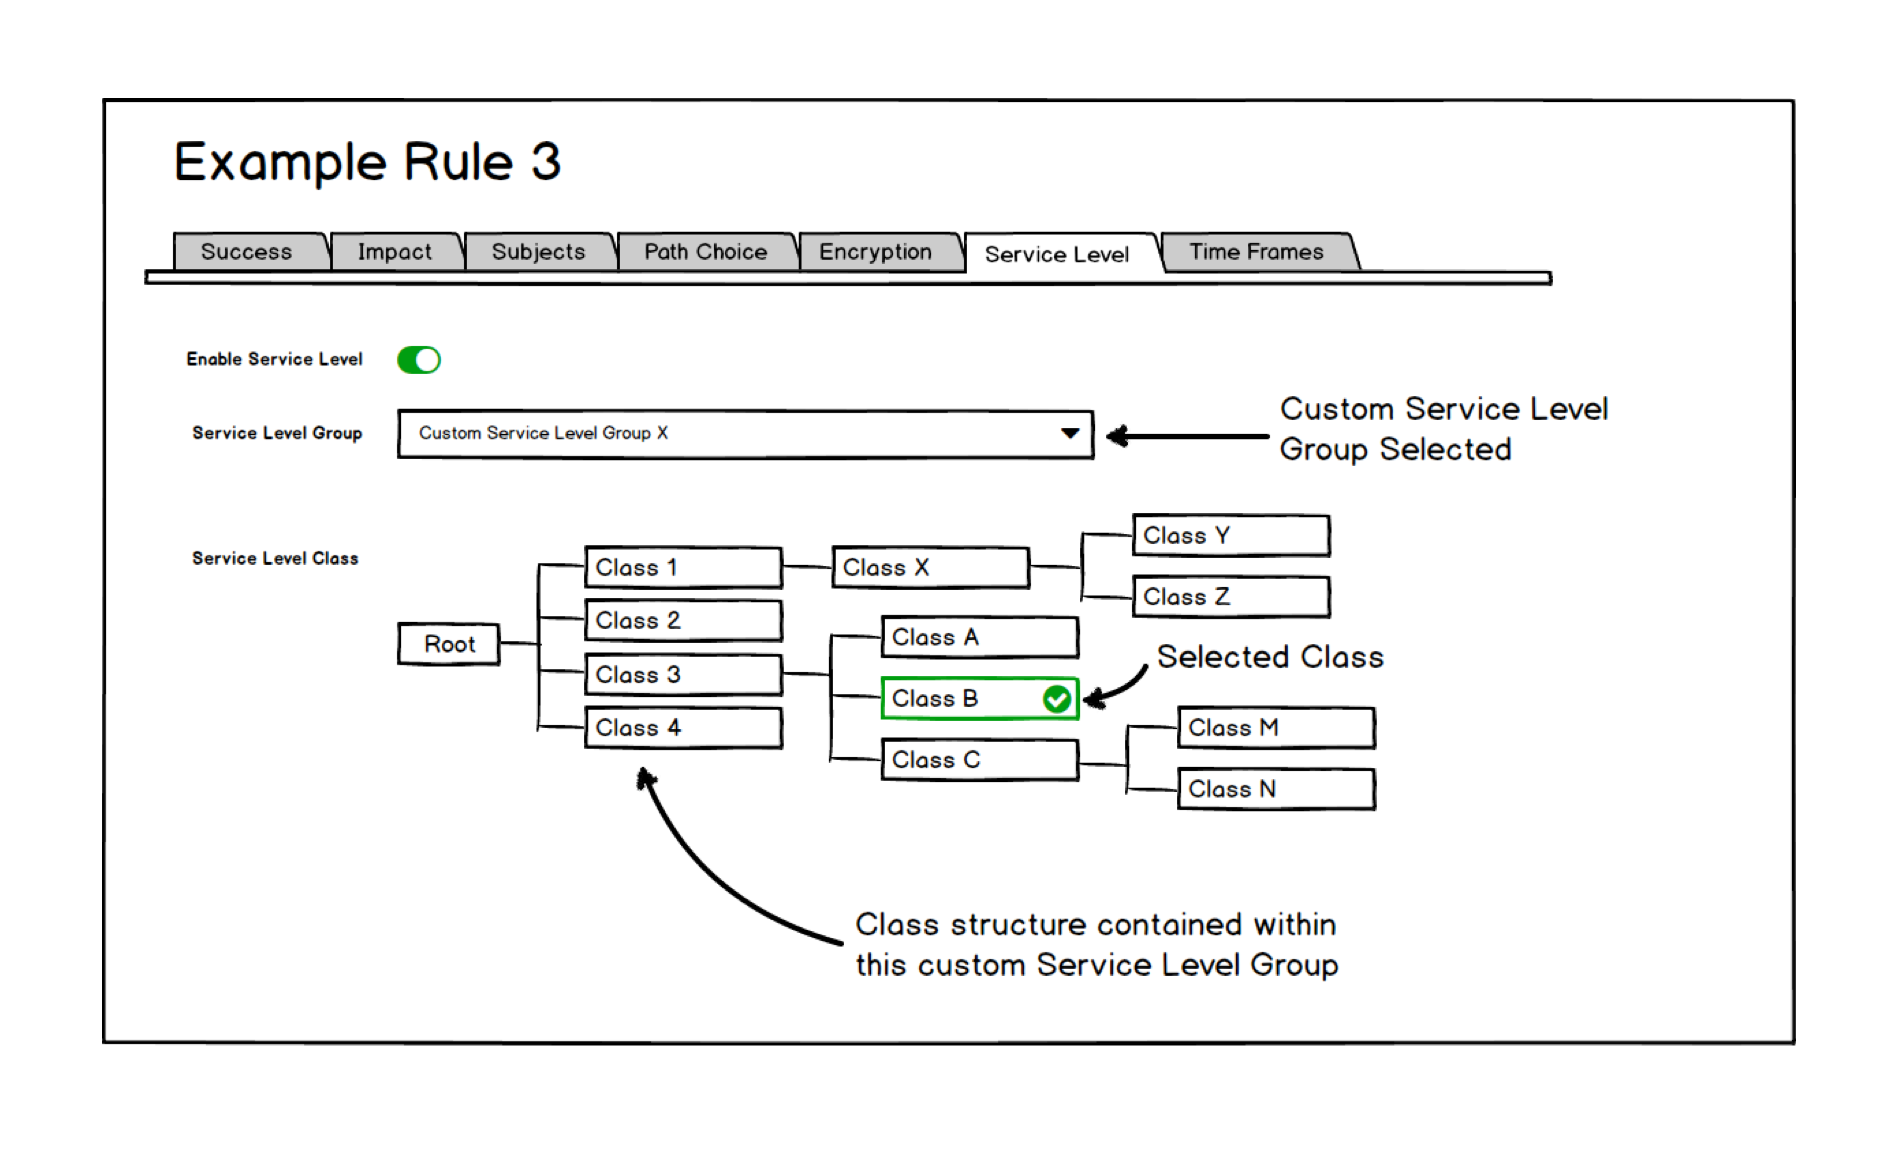 Example Rule 3
Success
Impact
Subjects
Path Choice
Encryption
Service Level
Time Frames
Enable Service Level
Service Level Group
Custom Service Level Group X
Custom Service Level
Group Selected
Service Level Class
Root
Class 1
Class 2
Class 3
Class 4
Class X
Class Y
Class Z
Class A
Class B
Class C
Selected Class
Class M
Class N
Class structure contained within
this custom Service Level Group